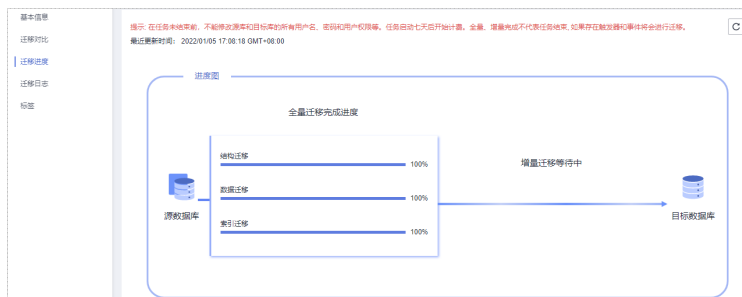 基本信息
迁移对比
迁移进度
迁移日志
标签
提示: 在任务未结束前，不能修改源库和目标库的所有用户名、密码和用户权限等。任务启动七天后开始计费。全量、增量完成不代表任务结束, 如果存在触发器和事件将会进行迁移。
最近更新时间： 2022/01/05 17:08:18 GMT+08:00
进度图
全量迁移完成进度
结构迁移
100%
数据迁移
100%
索引迁移
100%
源数据库
增量迁移等待中
目标数据库